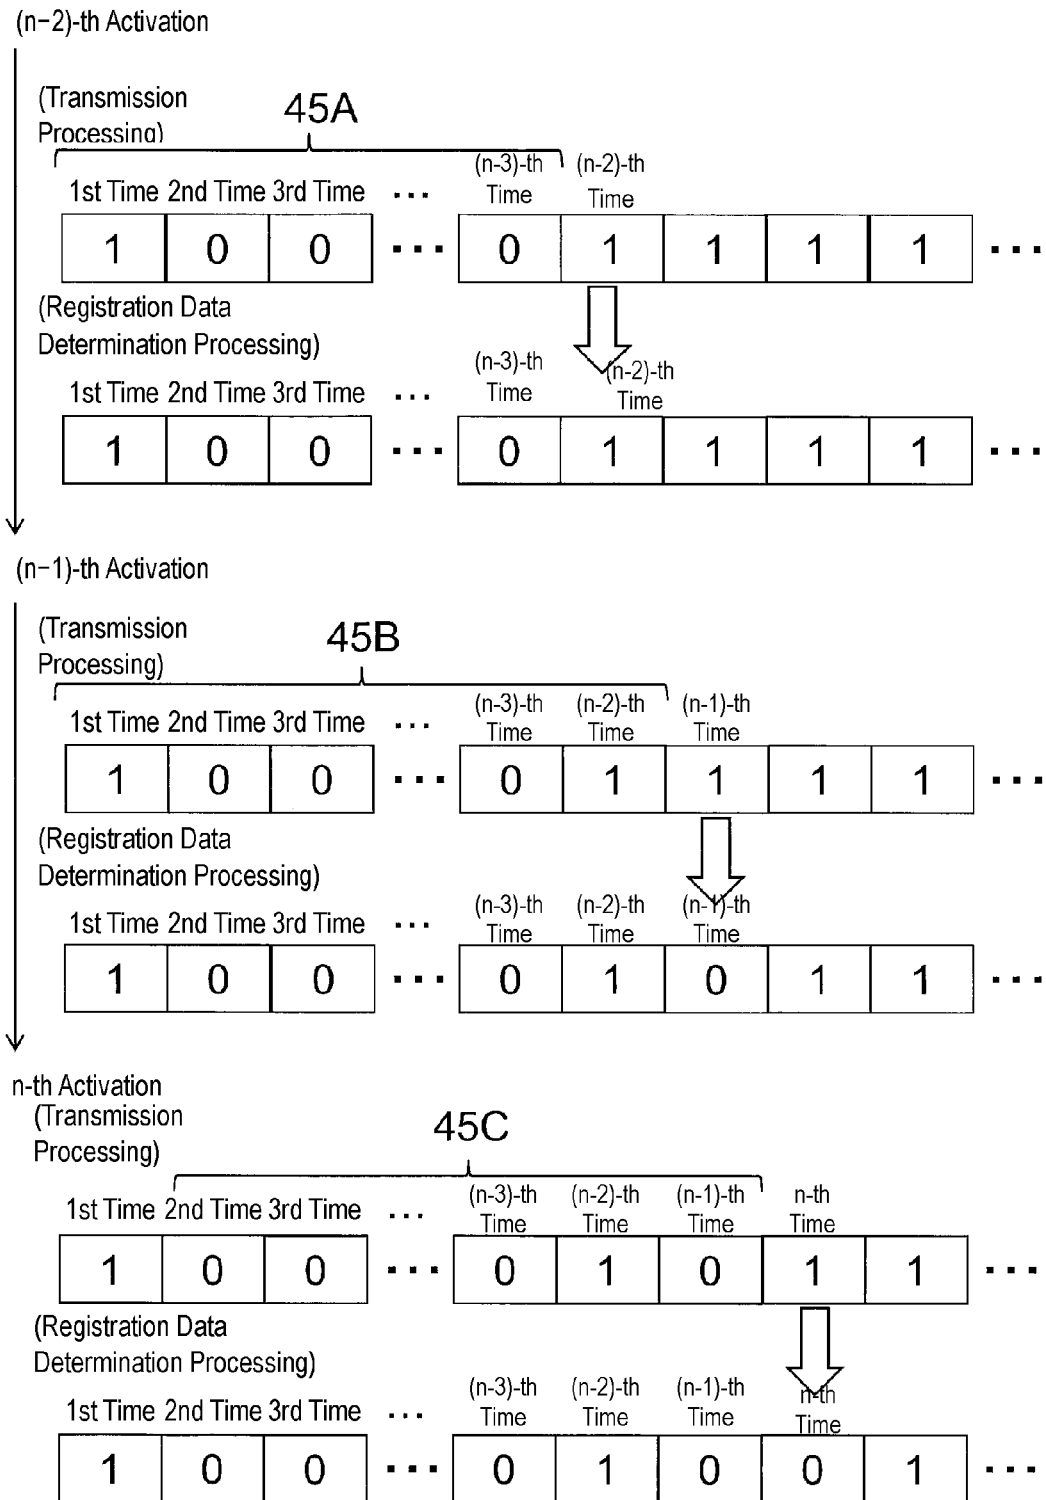 (n−2)-th Activation
(Transmission
Processing)
45A
(n-3)-th (n-2)-th
1st Time 2nd Time 3rd Time ... Time Time
1 0 0 ... 0 1 1 1 1 ...
(Registration Data
Determination Processing)
(n-3)-th (n-2)-th
1st Time 2nd Time 3rd Time ... Time Time
1 0 0 ... 0 1 1 1 1 ...
(n−1)-th Activation
(Transmission
Processing)
45B
(n-3)-th (n-2)-th (n-1)-th
1st Time 2nd Time 3rd Time ... Time Time Time
1 0 0 ... 0 1 1 1 1 ...
(Registration Data
Determination Processing)
(n-3)-th (n-2)-th (n-1)-th
1st Time 2nd Time 3rd Time ... Time Time Time
1 0 0 ... 0 1 0 1 1 ...
n-th Activation
(Transmission
Processing)
45C
(n-3)-th (n-2)-th (n-1)-th n-th
1st Time 2nd Time 3rd Time ... Time Time Time Time
1 0 0 ... 0 1 0 1 1 ...
(Registration Data
Determination Processing)
(n-3)-th (n-2)-th (n-1)-th n-th
1st Time 2nd Time 3rd Time ... Time Time Time Time
1 0 0 ... 0 1 0 0 1 ...